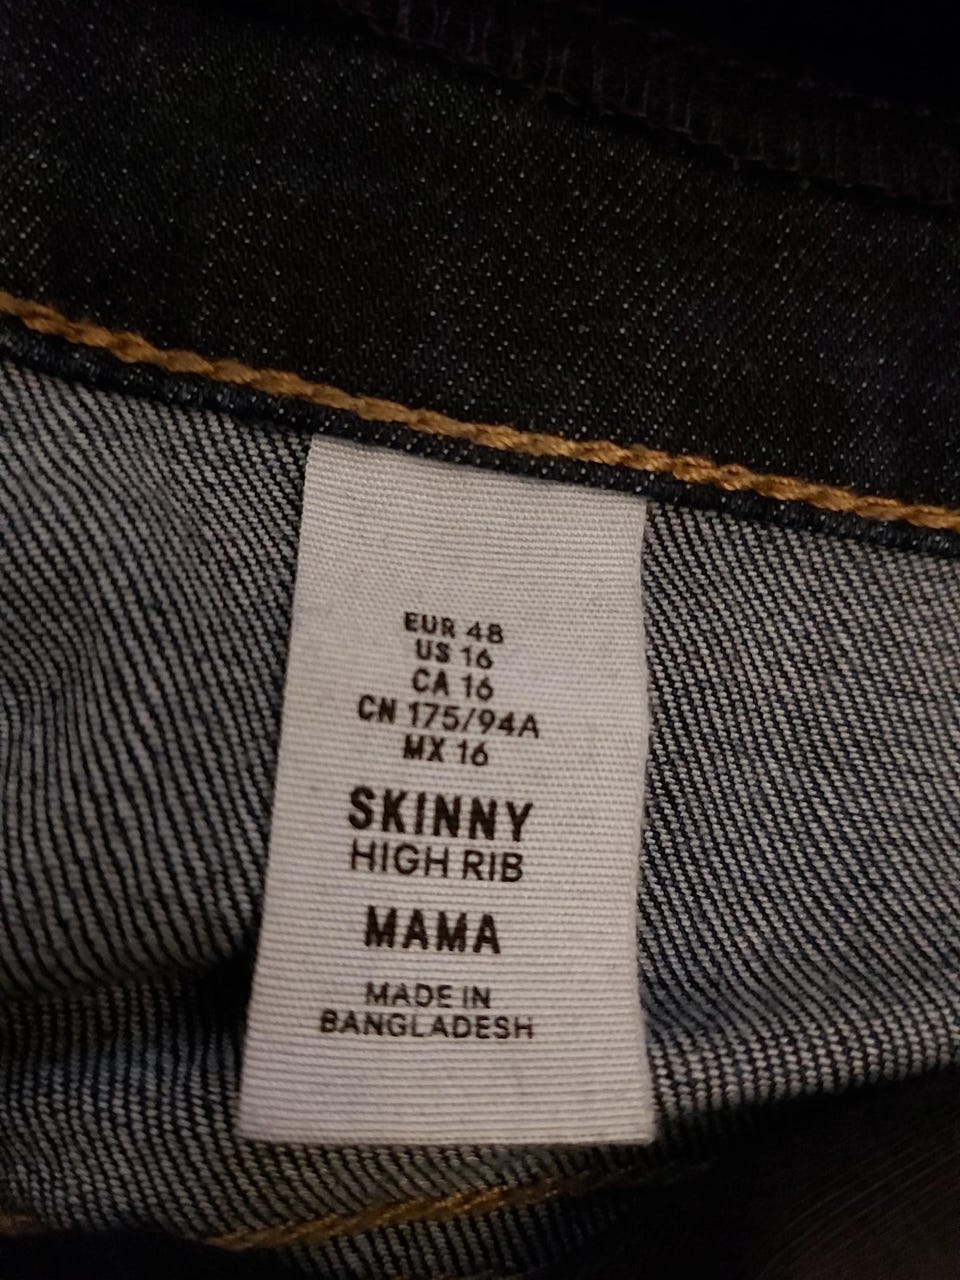 EUR 48
US 16
CA 16
CN 175/94A
MX 16
SKINNY
HIGH RIB
MAMA
MADE IN
BANGLADESH